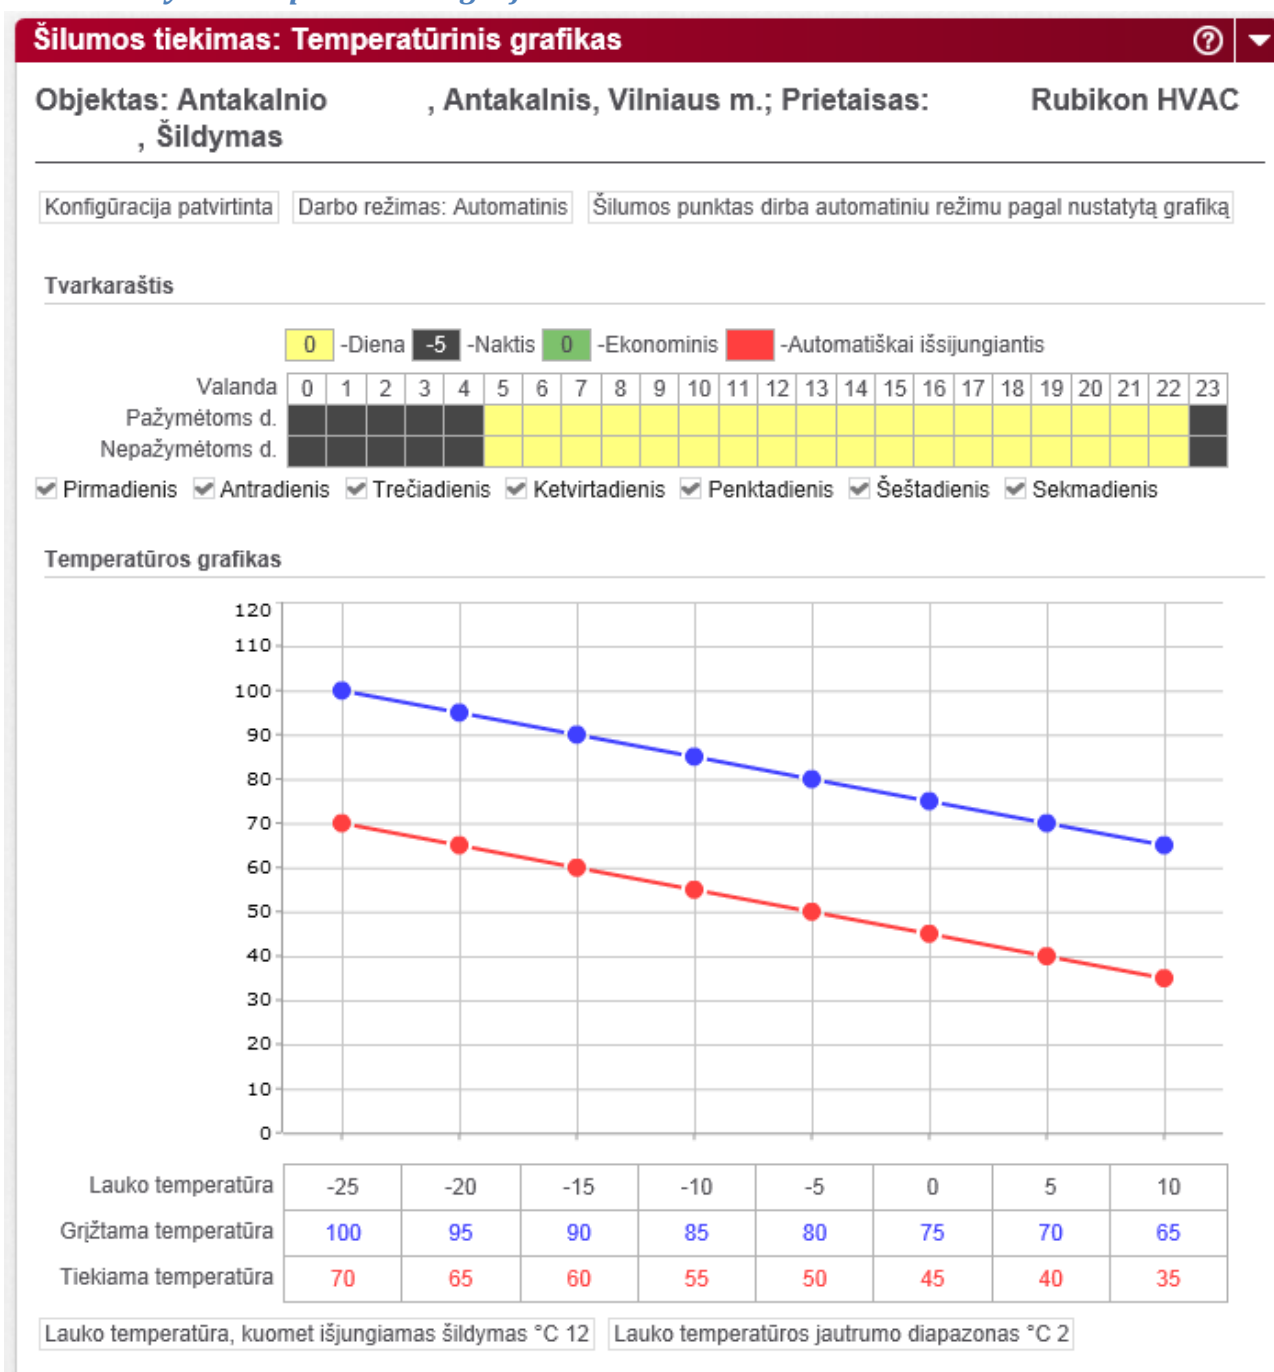 Šilumos tiekimas: Temperatūrinis grafikas
Objektas: Antakalnio , Antakalnis, Vilniaus m.; Prietaisas: Rubikon HVAC
, Šildymas
Konfigūracija patvirtinta Darbo režimas: Automatinis Šilumos punktas dirba automatiniu režimu pagal nustatytą grafiką
Tvarkaraštis
0 -Diena -5 -Naktis 0 -Ekonominis -Automatiškai išsijungiantis
Valanda 0 1 2 3 4 5 6 7 8 9 10 11 12 13 14 15 16 17 18 19 20 21 22 23
Pažymėtoms d.
Nepažymėtoms d.
Pirmadienis Antradienis Trečiadienis Ketvirtadienis Penktadienis Šeštadienis Sekmadienis
Temperatūros grafikas
120
110
100
90
80
70
60
50
40
30
20
10
0
Lauko temperatūra -25 -20 -15 -10 -5 0 5 10
Grįžtama temperatūra 100 95 90 85 80 75 70 65
Tiekiama temperatūra 70 65 60 55 50 45 40 35
Lauko temperatūra, kuomet išjungiamas šildymas °C 12 Lauko temperatūros jautrumo diapazonas °C 2